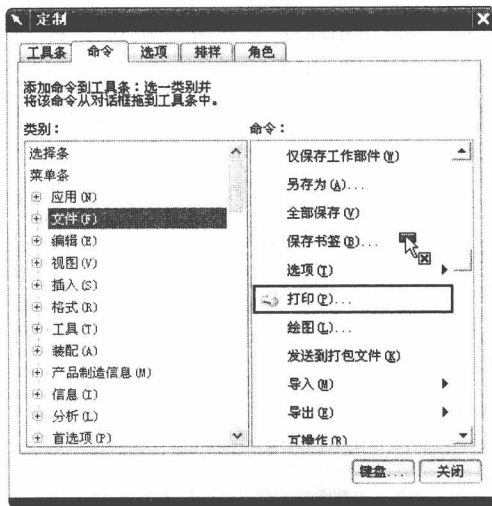 定制
工具条 命令 选项 排样 角色
添加命令到工具条：选一类别并
将该命令从对话框拖到工具条中。
类别：
选择条
菜单条
应用(N)
文件(F)
编辑(E)
视图(V)
插入(S)
格式(R)
工具(T)
装配(A)
产品制造信息(M)
信息(I)
分析(L)
首选项(P)
命令：
仅保存工作部件(W)
另存为(A)...
全部保存(V)
保存书签(B)...
选项(T)
打印(P)...
绘图(L)...
发送到打包文件(K)
导入(M)
导出(E)
互操作(R)
键盘...
关闭